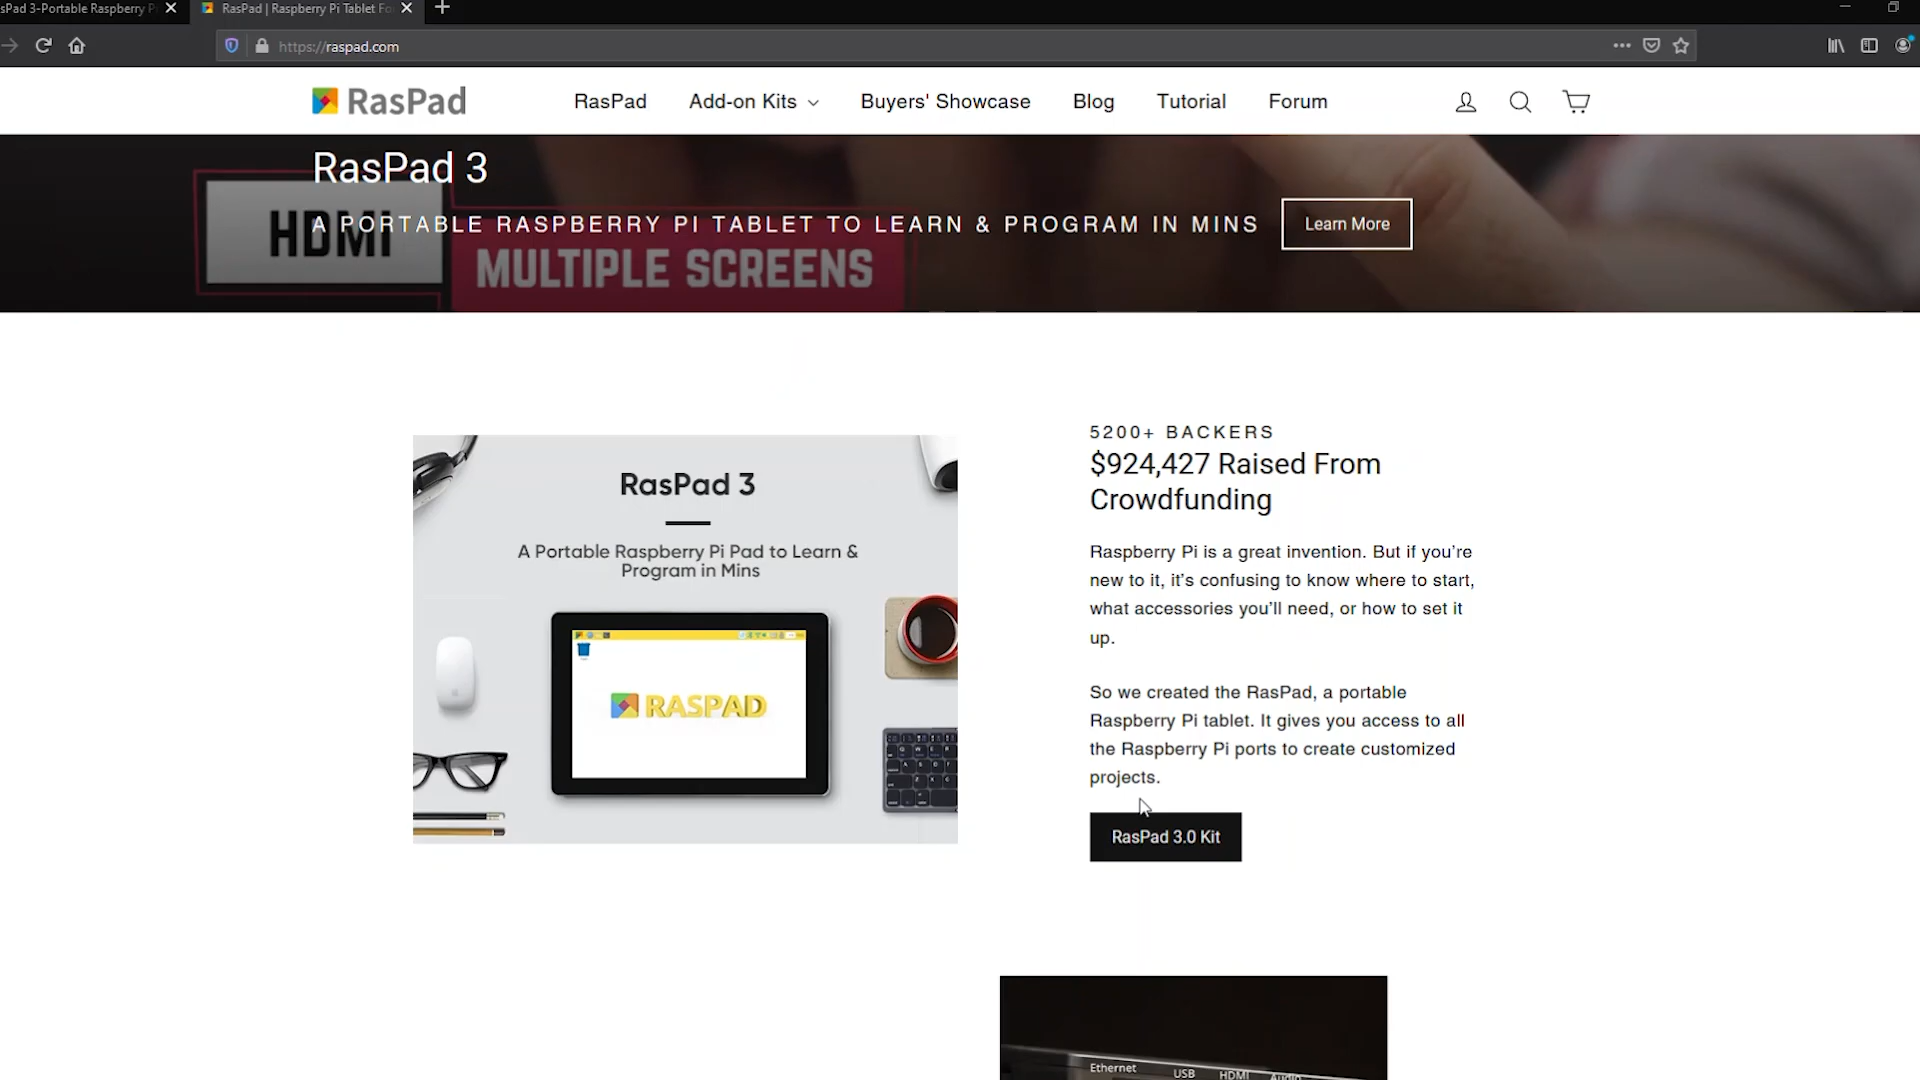 sPad 3-Portable Raspberry P
RasPad | Raspberry Pi Tablet Fo
https://raspad.com
RasPad
RasPad
Add-on Kits
Buyers' Showcase
Blog
Tutorial
Forum
RasPad 3
A PORTABLE RASPBERRY PI TABLET TO LEARN & PROGRAM IN MINS
Learn More
HDMI
MULTIPLE SCREENS
RasPad 3
A Portable Raspberry Pi Pad to Learn &
Program in Mins
RASPAD
5200+ BACKERS
$924,427 Raised From
Crowdfunding
Raspberry Pi is a great invention. But if you’re
new to it, it’s confusing to know where to start,
what accessories you’ll need, or how to set it
up.
So we created the RasPad, a portable
Raspberry Pi tablet. It gives you access to all
the Raspberry Pi ports to create customized
projects.
RasPad 3.0 Kit
Ethernet
USB
HDMI
Audio